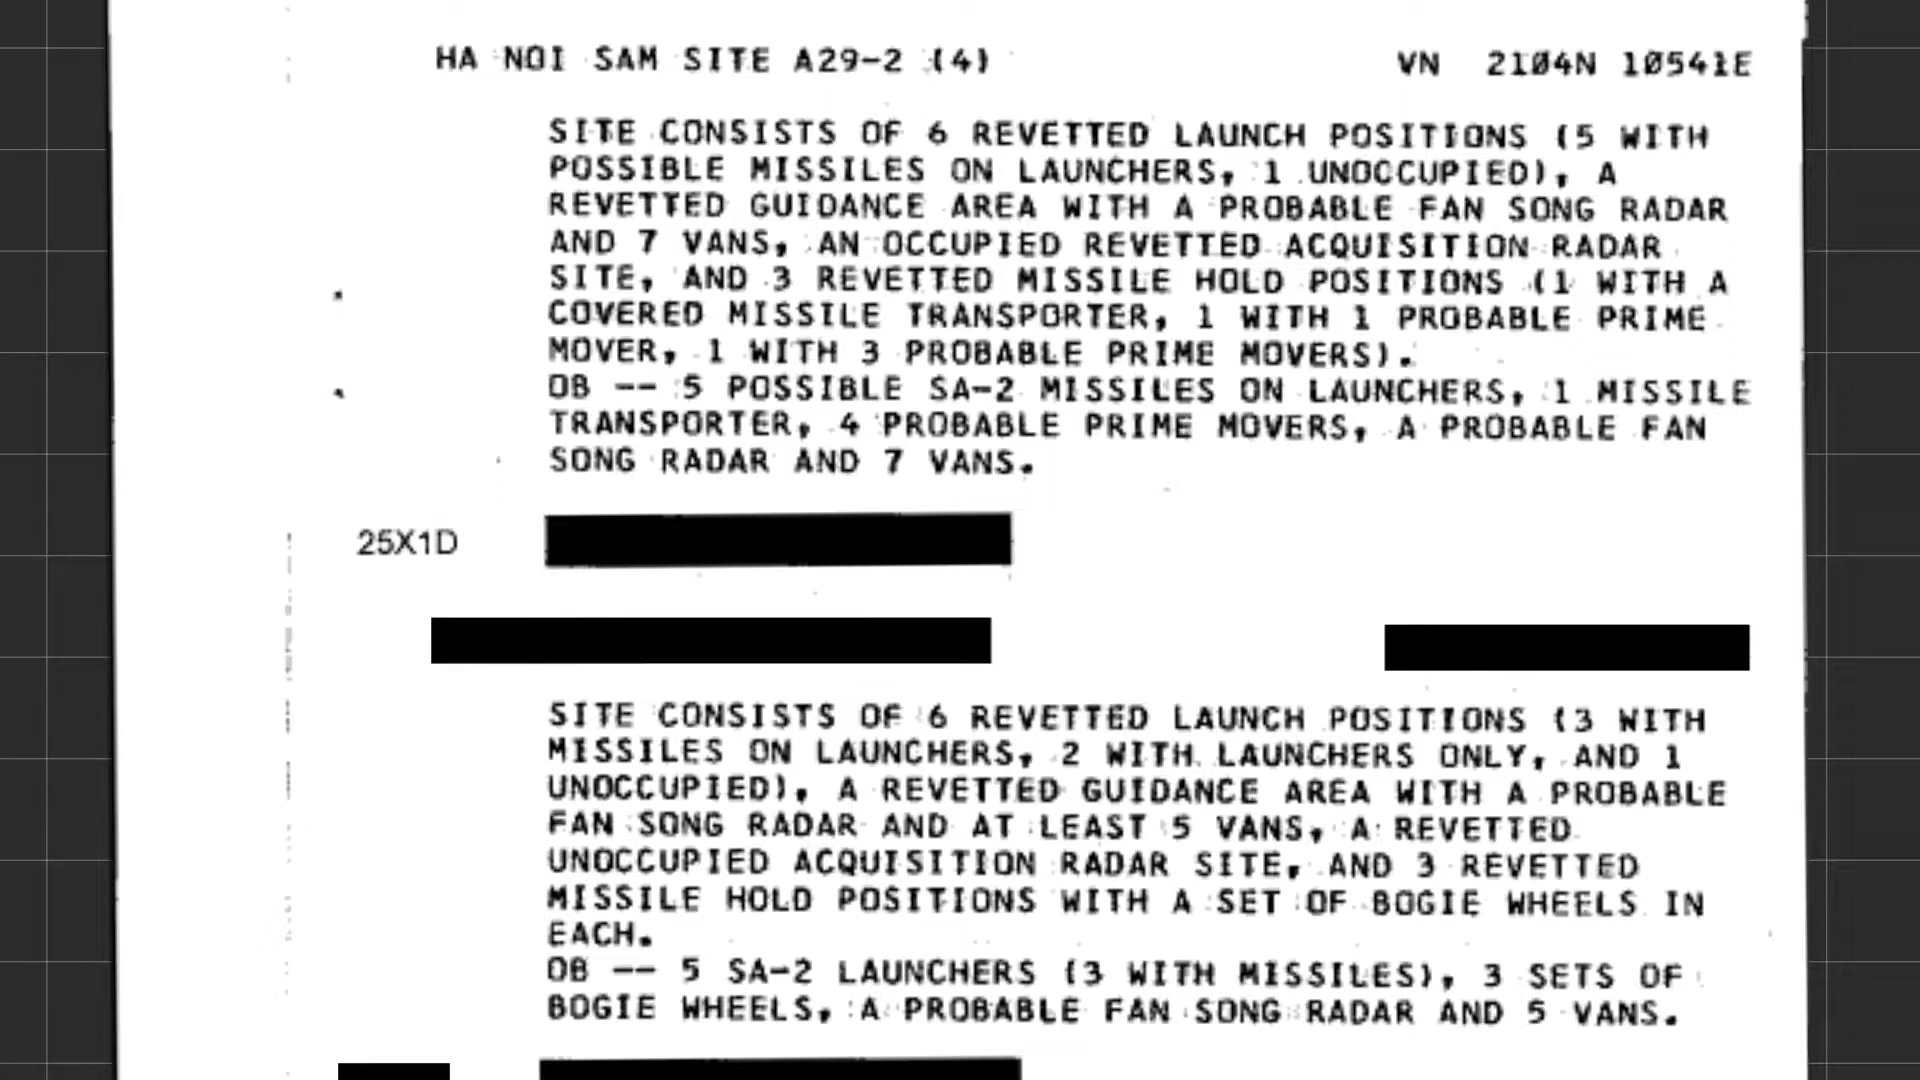 HA NOI SAM SITE A29-2 (4) VN 2104N 10541E
SITE CONSISTS OF 6 REVETTED LAUNCH POSITIONS (5 WITH
POSSIBLE MISSILES ON LAUNCHERS, 1 UNOCCUPIED), A
REVETTED GUIDANCE AREA WITH A PROBABLE FAN SONG RADAR
AND 7 VANS, AN OCCUPIED REVETTED ACQUISITION RADAR
SITE, AND 3 REVETTED MISSILE HOLD POSITIONS (1 WITH A
COVERED MISSILE TRANSPORTER, 1 WITH 1 PROBABLE PRIME
MOVER, 1 WITH 3 PROBABLE PRIME MOVERS).
OB -- 5 POSSIBLE SA-2 MISSILES ON LAUNCHERS, 1 MISSILE
TRANSPORTER, 4 PROBABLE PRIME MOVERS, A PROBABLE FAN
SONG RADAR AND 7 VANS.
25X1D
SITE CONSISTS OF 6 REVETTED LAUNCH POSITIONS (3 WITH
MISSILES ON LAUNCHERS, 2 WITH LAUNCHERS ONLY, AND 1
UNOCCUPIED), A REVETTED GUIDANCE AREA WITH A PROBABLE
FAN SONG RADAR AND AT LEAST 5 VANS, A REVETTED
UNOCCUPIED ACQUISITION RADAR SITE, AND 3 REVETTED
MISSILE HOLD POSITIONS WITH A SET OF BOGIE WHEELS IN
EACH.
OB -- 5 SA-2 LAUNCHERS (3 WITH MISSILES), 3 SETS OF
BOGIE WHEELS, A PROBABLE FAN SONG RADAR AND 5 VANS.